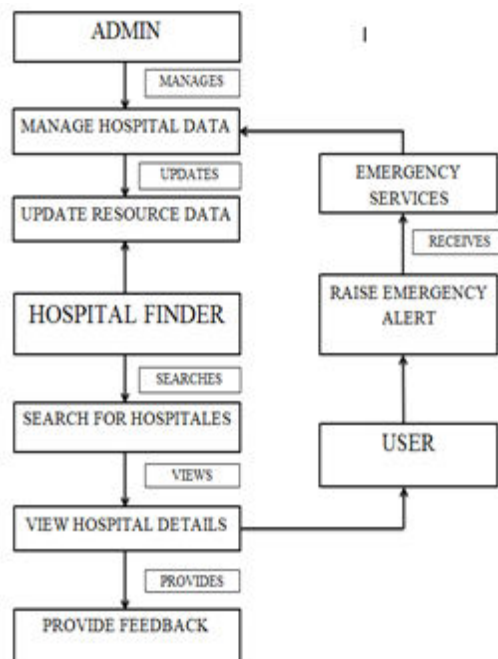 ADMIN
MANAGES
MANAGE HOSPITAL DATA
UPDATES
UPDATE RESOURCE DATA
HOSPITAL FINDER
SEARCHES
SEARCH FOR HOSPITALES
VIEWS
VIEW HOSPITAL DETAILS
PROVIDES
PROVIDE FEEDBACK
EMERGENCY
SERVICES
RECEIVES
RAISE EMERGENCY
ALERT
USER